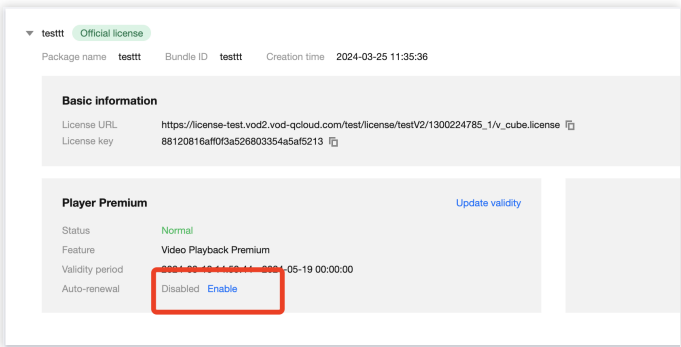 testtt Official license
Package name testtt Bundle ID testtt Creation time 2024-03-25 11:35:36
Basic information
License URL https://license-test.vod2.vod-qcloud.com/test/license/testV2/1300224785_1/v_cube.license
License key 88120816aff0f3a526803354a5af5213
Player Premium Update validity
Status Normal
Feature Video Playback Premium
Validity period 2024-05-19 00:00:00
Auto-renewal Disabled Enable